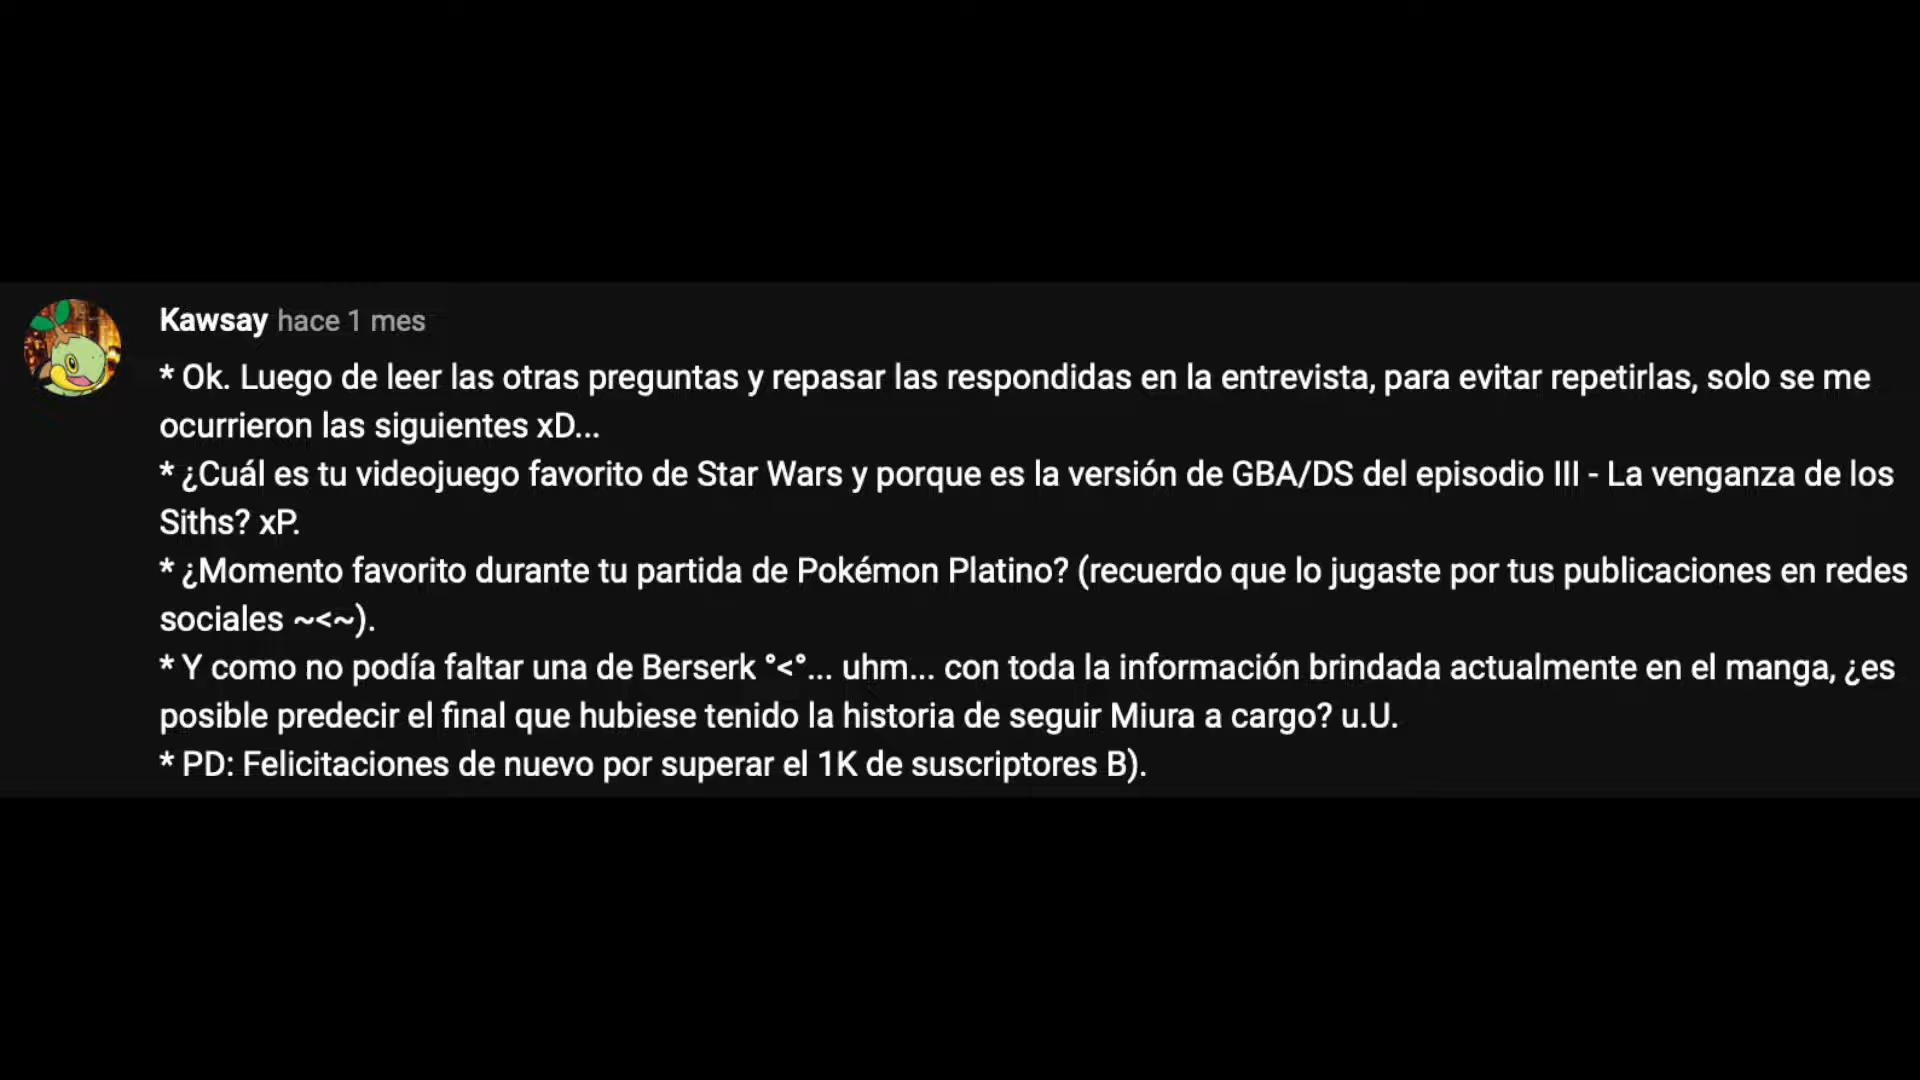 Kawsay hace 1 mes
* Ok. Luego de leer las otras preguntas y repasar las respondidas en la entrevista, para evitar repetirlas, solo se me
ocurrieron las siguientes xD...
* ¿Cuál es tu videojuego favorito de Star Wars y porque es la versión de GBA/DS del episodio III - La venganza de los
Siths? xP.
* ¿Momento favorito durante tu partida de Pokémon Platino? (recuerdo que lo jugaste por tus publicaciones en redes
sociales ~<~).
* Y como no podía faltar una de Berserk °<°... uhm... con toda la información brindada actualmente en el manga, ¿es
posible predecir el final que hubiese tenido la historia de seguir Miura a cargo? u.U.
* PD: Felicitaciones de nuevo por superar el 1K de suscriptores B).